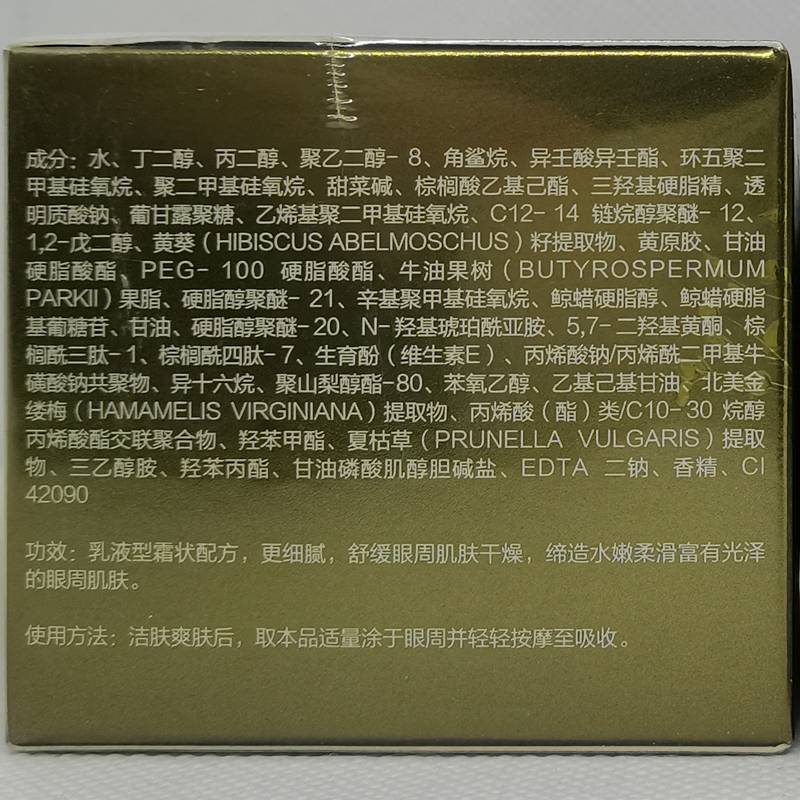 成分：水、丁二醇、丙二醇、聚乙二醇- 8、角鲨烷、异壬酸异壬酯、环五聚二
甲基硅氧烷、聚二甲基硅氧烷、甜菜碱、棕榈酸乙基己酯、三羟基硬脂精、透
明质酸钠、葡甘露聚糖、乙烯基聚二甲基硅氧烷、C12- 14 链烷醇聚醚- 12、
1,2-戊二醇、黄葵（HIBISCUS ABELMOSCHUS）籽提取物、黄原胶、甘油
硬脂酸酯、PEG- 100 硬脂酸酯、牛油果树（BUTYROSPERMUM
PARKII）果脂、硬脂醇聚醚- 21、辛基聚甲基硅氧烷、鲸蜡硬脂醇、鲸蜡硬脂
基葡糖苷、甘油、硬脂醇聚醚-20、N-羟基琥珀酰亚胺、5,7-二羟基黄酮、棕
榈酰三肽-1、棕榈酰四肽-7、生育酚（维生素E）、丙烯酸钠/丙烯酰二甲基牛
磺酸钠共聚物、异十六烷、聚山梨醇酯-80、苯氧乙醇、乙基己基甘油、北美金
缕梅（HAMAMELIS VIRGINIANA）提取物、丙烯酸（酯）类/C10-30 烷醇
丙烯酸酯交联聚合物、羟苯甲酯、夏枯草（PRUNELLA VULGARIS）提取
物、三乙醇胺、羟苯丙酯、甘油磷酸肌醇胆碱盐、EDTA 二钠、香精、CI
42090
功效：乳液型霜状配方，更细腻，舒缓眼周肌肤干燥，缔造水嫩柔滑富有光泽
的眼周肌肤。
使用方法：洁肤爽肤后，取本品适量涂于眼周并轻轻按摩至吸收。